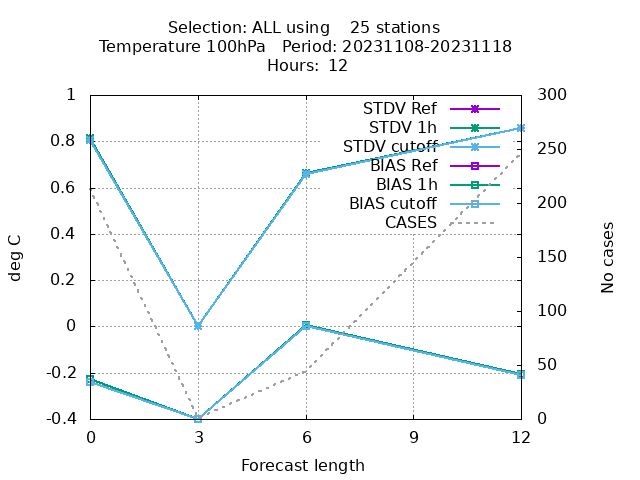 Selection: ALL using    25 stations
Temperature 100hPa   Period: 20231108-20231118
Hours: 12
1
0.8
0.6
0.4
0.2
0
-0.2
-0.4
deg C
STDV Ref
STDV 1h
STDV cutoff
BIAS Ref
BIAS 1h
BIAS cutoff
CASES
300
250
200
150
100
50
0
No cases
0 3 6 9 12
Forecast length